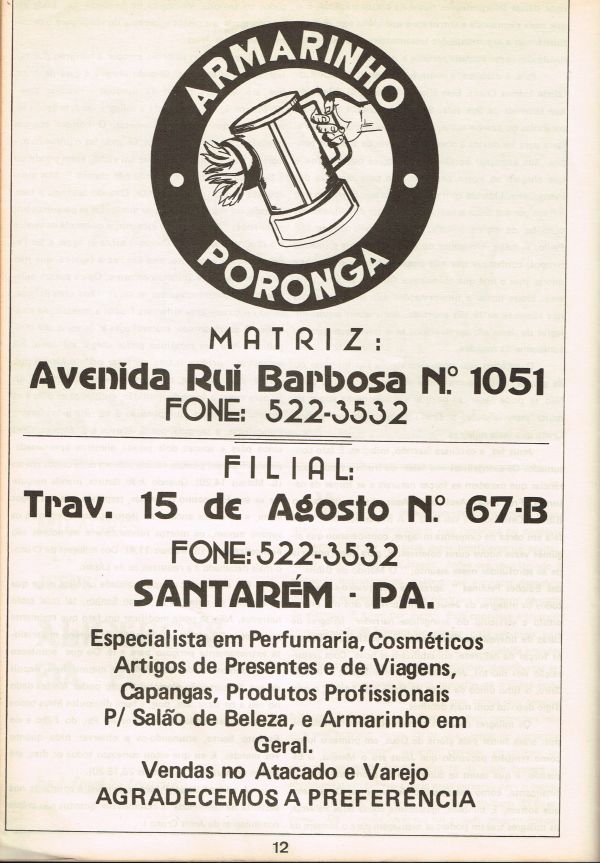 ARMARINHO
PORONGA
MATRIZ:
Avenida Rui Barbosa N.º 1051
FONE: 522-3532
FILIAL:
Trav. 15 de Agosto N.º 67-B
FONE: 522-3532
SANTARÉM - PA.
Especialista em Perfumaria, Cosméticos
Artigos de Presentes e de Viagens,
Capangas, Produtos Profissionais
P/ Salão de Beleza, e Armarinho em
Geral.
Vendas no Atacado e Varejo
AGRADECEMOS A PREFERÊNCIA
12